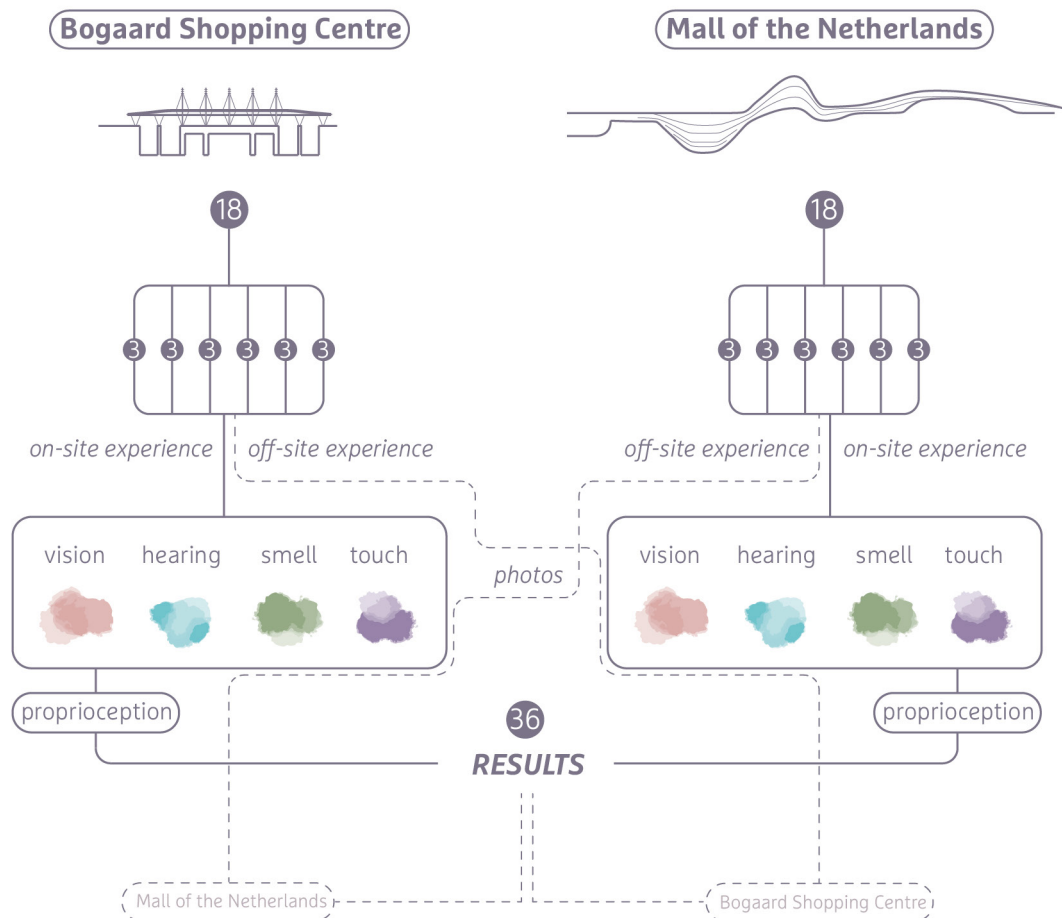 Bogaard Shopping Centre
Mall of the Netherlands
18
18
3 3 3 3 3 3
3 3 3 3 3 3
on-site experience
off-site experience
off-site experience
on-site experience
vision hearing smell touch
photos
vision hearing smell touch
proprioception
proprioception
36
RESULTS
Mall of the Netherlands
Bogaard Shopping Centre